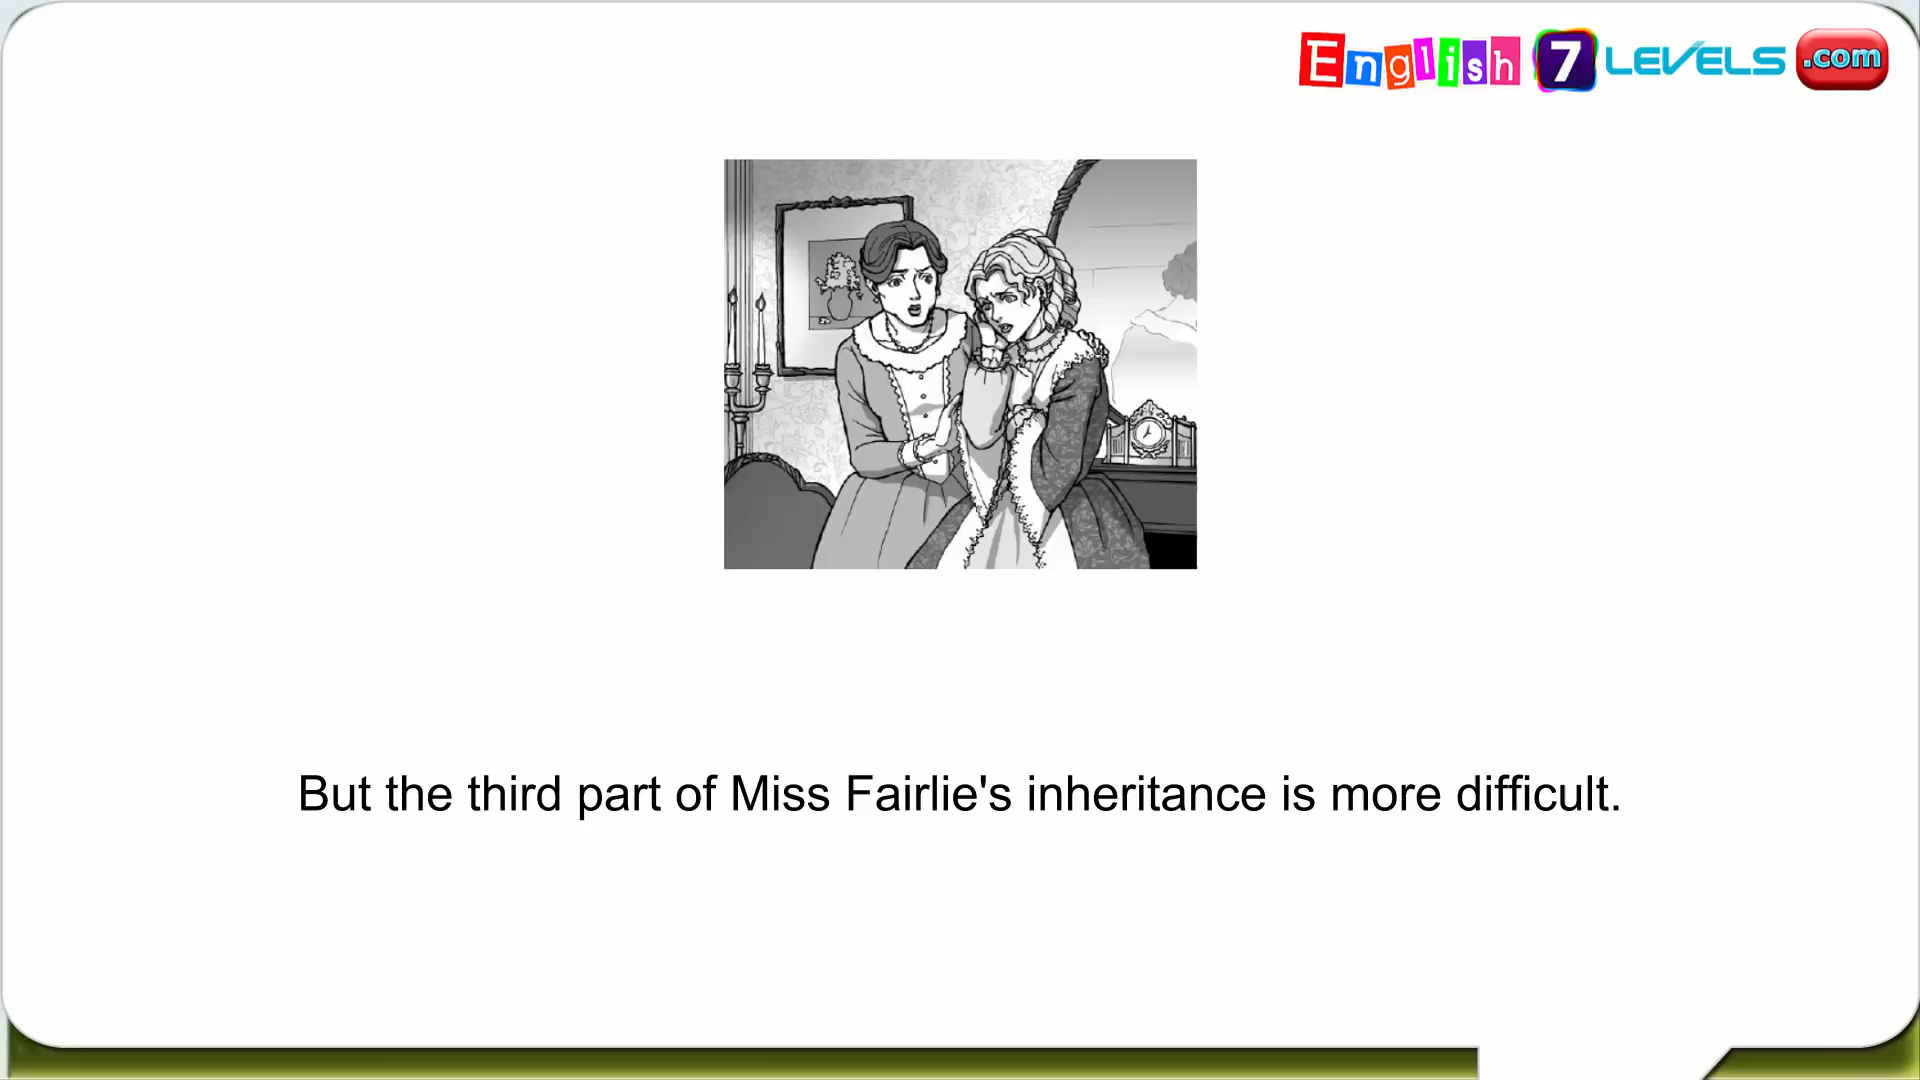 English 7 LEVELS .com
But the third part of Miss Fairlie's inheritance is more difficult.